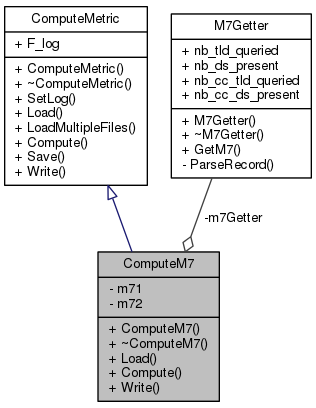 ComputeMetric
+ F_log
+ ComputeMetric()
+ ~ComputeMetric()
+ SetLog()
+ Load()
+ LoadMultipleFiles()
+ Compute()
+ Save()
+ Write()
M7Getter
+ nb_tld_queried
+ nb_ds_present
+ nb_cc_tld_queried
+ nb_cc_ds_present
+ M7Getter()
+ ~M7Getter()
+ GetM7()
- ParseRecord()
-m7Getter
ComputeM7
- m71
- m72
+ ComputeM7()
+ ~ComputeM7()
+ Load()
+ Compute()
+ Write()